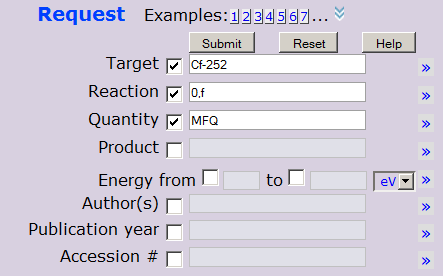 Request Examples: 1 2 3 4 5 6 7 ...
Submit Reset Help
Target Cf-252 »
Reaction 0,f »
Quantity MFQ »
Product »
Energy from to eV »
Author(s) »
Publication year »
Accession # »